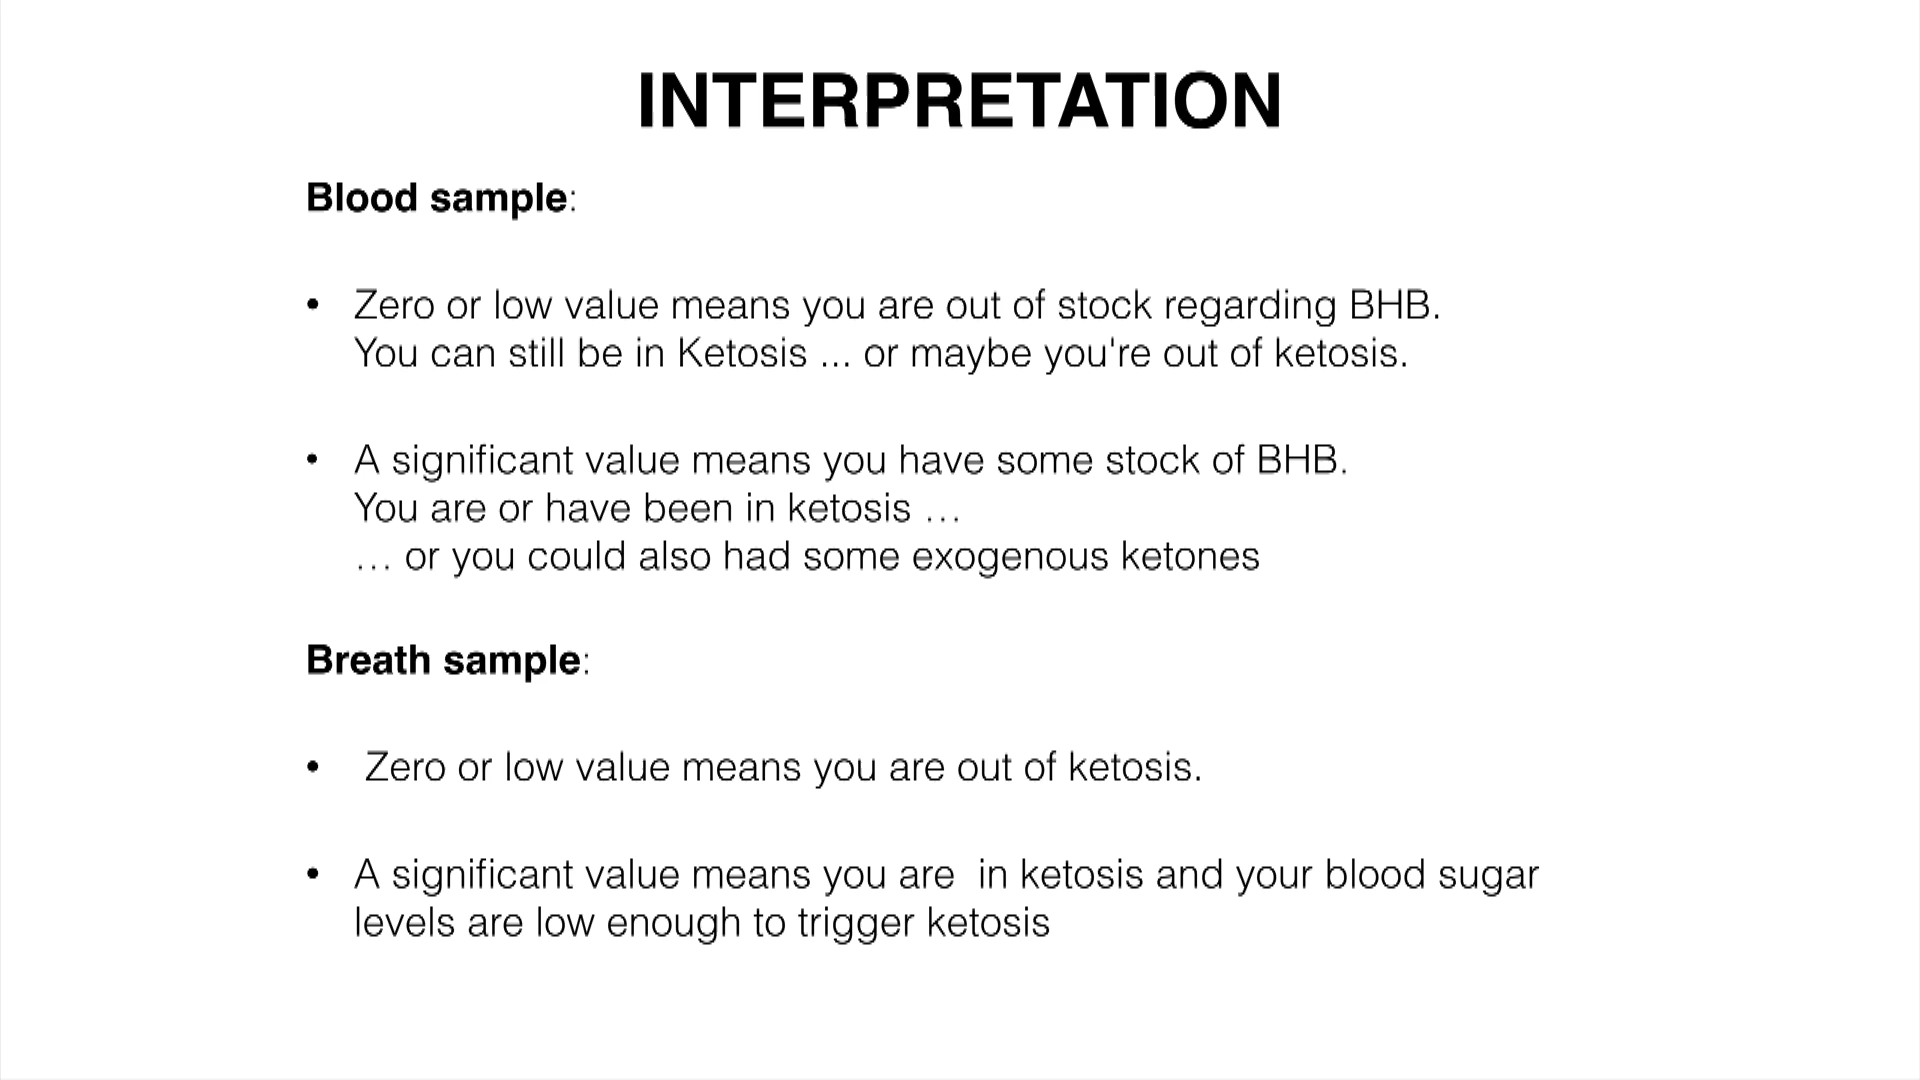 INTERPRETATION
Blood sample:
• Zero or low value means you are out of stock regarding BHB.
You can still be in Ketosis ... or maybe you're out of ketosis.
• A significant value means you have some stock of BHB.
You are or have been in ketosis …
… or you could also had some exogenous ketones
Breath sample:
• Zero or low value means you are out of ketosis.
• A significant value means you are  in ketosis and your blood sugar
levels are low enough to trigger ketosis